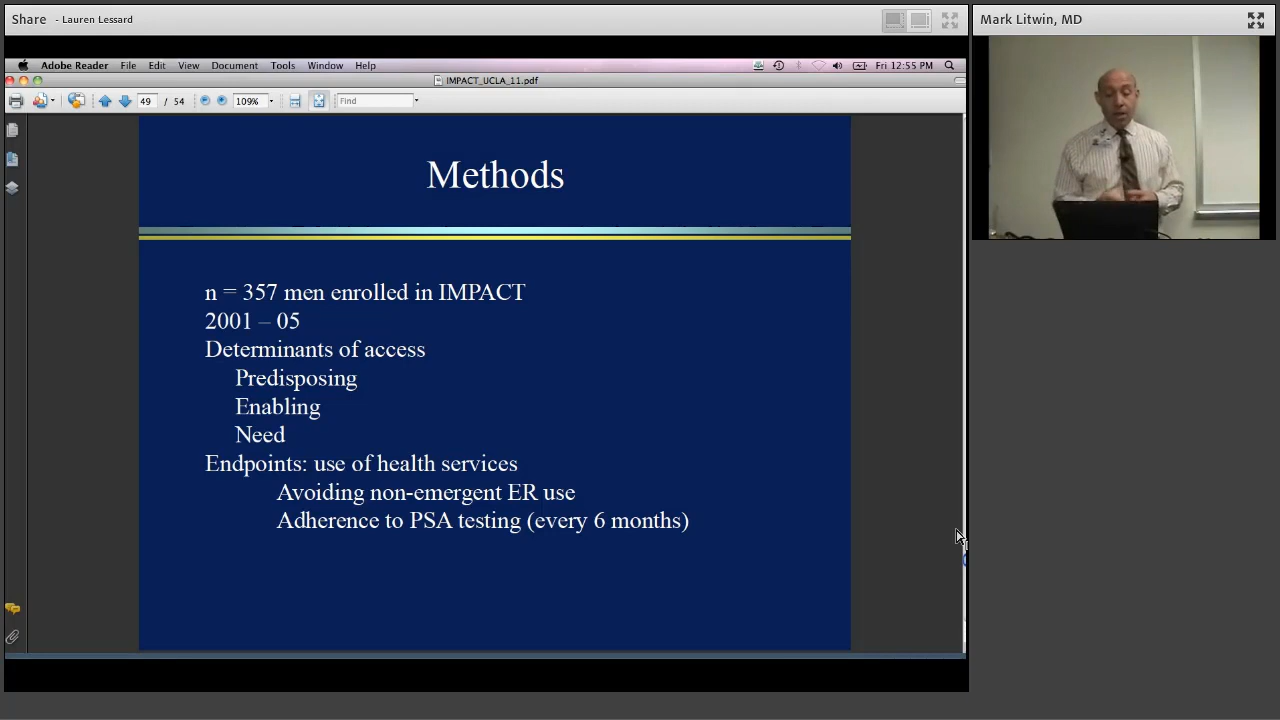 Share - Lauren Lessard
Mark Litwin, MD
Adobe Reader File Edit View Document Tools Window Help
Fri 12:55 PM
IMPACT_UCLA_11.pdf
49 / 54 109% Find
Methods
n = 357 men enrolled in IMPACT
2001 – 05
Determinants of access
Predisposing
Enabling
Need
Endpoints: use of health services
Avoiding non-emergent ER use
Adherence to PSA testing (every 6 months)